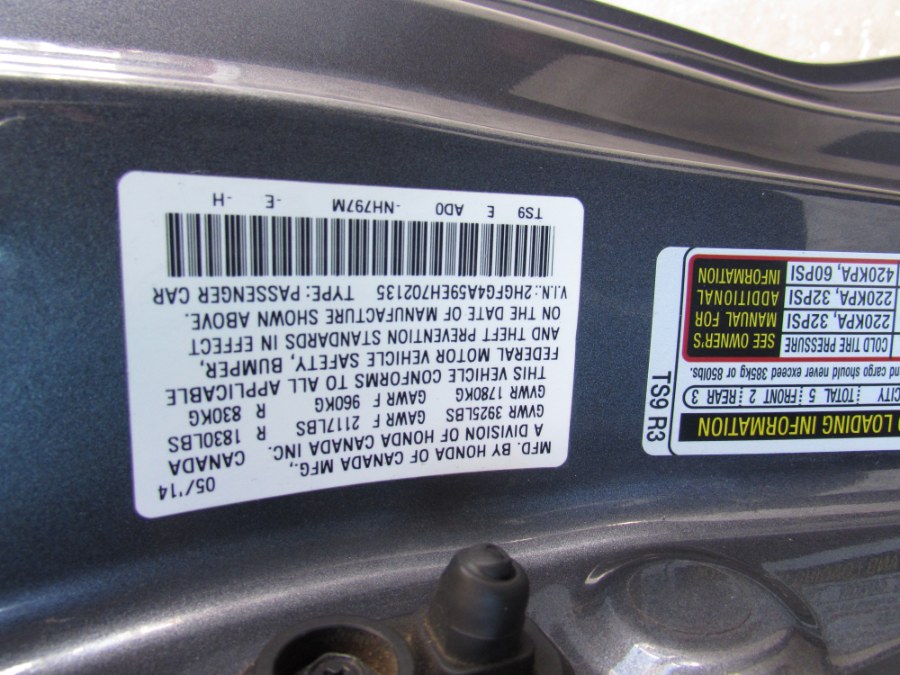 MFD. BY HONDA OF CANADA MFG., 05/'14
A DIVISION OF HONDA CANADA INC. CANADA
GVWR 3925LBS GAWR F 2117LBS R 1830LBS
GVWR 1780KG GAWR F 960KG R 830KG
THIS VEHICLE CONFORMS TO ALL APPLICABLE
FEDERAL MOTOR VEHICLE SAFETY, BUMPER,
AND THEFT PREVENTION STANDARDS IN EFFECT
ON THE DATE OF MANUFACTURE SHOWN ABOVE.
V.I.N.: 2HGFG4A59EH702135 TYPE: PASSENGER CAR
TS9 E AD0 -NH797M -E -H
LOADING INFORMATION
TOTAL 5 FRONT 2 REAR 3
cargo should never exceed 385kg or 850lbs.
COLD TIRE PRESSURE
220KPA, 32PSI
220KPA, 32PSI
420KPA, 60PSI
SEE OWNER'S
MANUAL FOR
ADDITIONAL
INFORMATION
TS9 R3